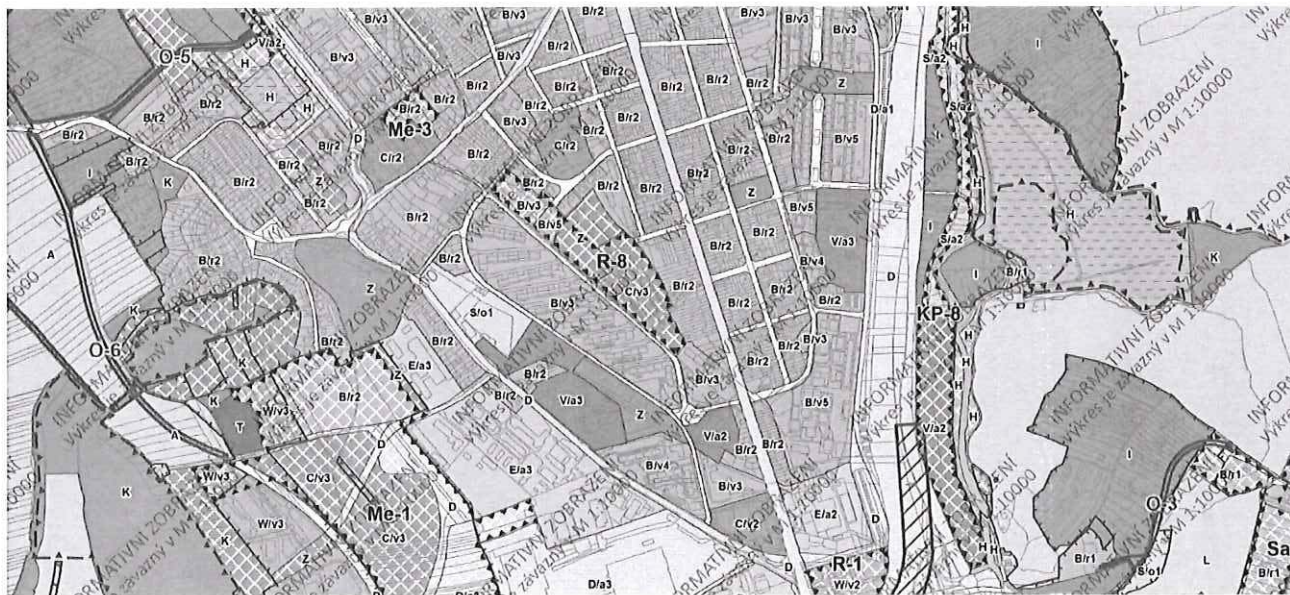 INFORMATIVNÍ ZOBRAZENÍ
Výkres je závazný v M 1:10000
O-5
V/a2
H
H
H
B/v3
B/r2
B/v3
B/r2
B/v3
B/r2
B/v3
B/v3
S/a2
I
B/r2
B/r2
B/r2
Me-3
B/r2
B/r2
B/r2
B/r2
Z
D/a1
S/a2
B/r2
B/r2
I
K
B/r2
B/r2
Z
B/r2
B/r2
D
C/r2
B/r2
B/v3
C/r2
B/r2
B/r2
B/v5
H
A
B/r2
B/r2
B/r2
B/v3
B/v5
Z
R-8
C/v3
B/r2
Z
B/v5
V/a3
B/v4
D
I
S/a2
H
I
B/r1
K
K
O-6
Z
B/r2
S/o1
B/v3
B/r2
B/r2
B/r2
B/r2
B/v3
KP-8
H
K
K
B/r2
B/r2
Z
E/a3
B/r2
B/r2
D
V/a3
Z
B/v3
B/r2
B/r2
B/v5
H
W/v3
T
A
D
V/a2
B/r2
V/a2
I
B/r1
K
W/v3
C/v3
Me-1
E/a3
B/v4
B/v3
D
O-3
K
W/v3
Z
C/v3
D
C/v2
E/a2
H
H
B/r1
S/o1
L
Sa
B/r1
D
D/a3
D
R-1
W/v2